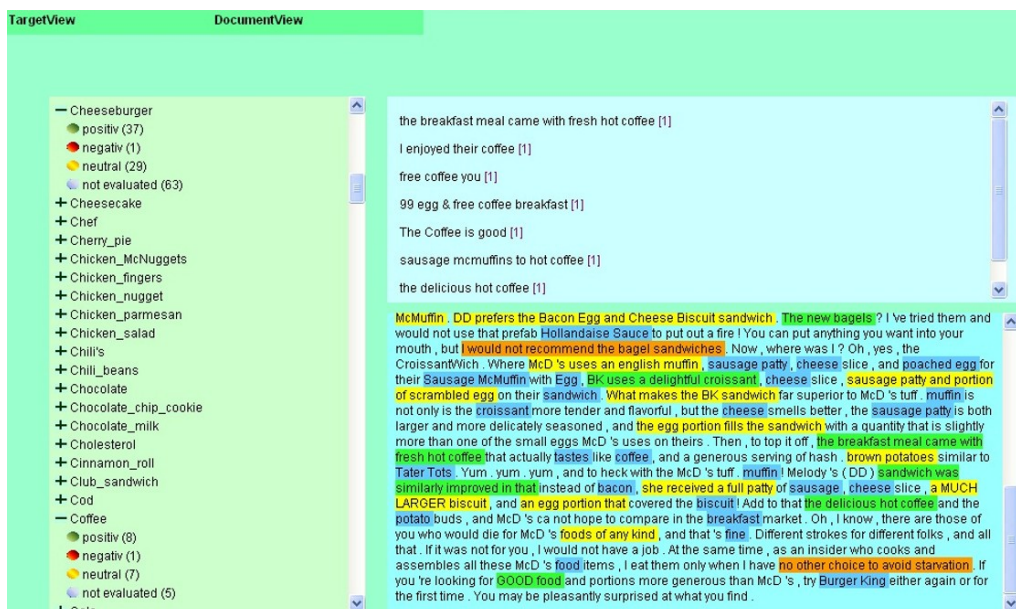 TargetView DocumentView
Cheeseburger
positiv (37)
negativ (1)
neutral (29)
not evaluated (63)
Cheesecake
Chef
Cherry_pie
Chicken_McNuggets
Chicken_fingers
Chicken_nugget
Chicken_parmesan
Chicken_salad
Chili's
Chili_beans
Chocolate
Chocolate_chip_cookie
Chocolate_milk
Cholesterol
Cinnamon_roll
Club_sandwich
Cod
Coffee
positiv (8)
negativ (1)
neutral (7)
not evaluated (5)
the breakfast meal came with fresh hot coffee [1]
I enjoyed their coffee [1]
free coffee you [1]
99 egg & free coffee breakfast [1]
The Coffee is good [1]
sausage mcmuffins to hot coffee [1]
the delicious hot coffee [1]
McMuffin . DD prefers the Bacon Egg and Cheese Biscuit sandwich . The new bagels ? I 've tried them and
would not use that prefab Hollandaise Sauce to put out a fire ! You can put anything you want into your
mouth , but I would not recommend the bagel sandwiches . Now , where was I ? Oh , yes , the
CroissantWich . Where McD 's uses an english muffin , sausage patty , cheese slice , and poached egg for
their Sausage McMuffin with Egg , BK uses a delightful croissant , cheese slice , sausage patty and portion
of scrambled egg on their sandwich . What makes the BK sandwich far superior to McD 's tuff . muffin is
not only is the croissant more tender and flavorful , but the cheese smells better , the sausage patty is both
larger and more delicately seasoned , and the egg portion fills the sandwich with a quantity that is slightly
more than one of the small eggs McD 's uses on theirs . Then , to top it off , the breakfast meal came with
fresh hot coffee that actually tastes like coffee , and a generous serving of hash . brown potatoes similar to
Tater Tots . Yum . yum . yum , and to heck with the McD 's tuff . muffin ! Melody 's ( DD ) sandwich was
similarly improved in that instead of bacon , she received a full patty of sausage , cheese slice , a MUCH
LARGER biscuit , and an egg portion that covered the biscuit ! Add to that the delicious hot coffee and the
potato buds , and McD 's ca not hope to compare in the breakfast market . Oh , I know , there are those of
you who would die for McD 's foods of any kind , and that 's fine . Different strokes for different folks , and all
that . If it was not for you , I would not have a job . At the same time , as an insider who cooks and
assembles all these McD 's food items , I eat them only when I have no other choice to avoid starvation . If
you 're looking for GOOD food and portions more generous than McD 's , try Burger King either again or for
the first time . You may be pleasantly surprised at what you find .